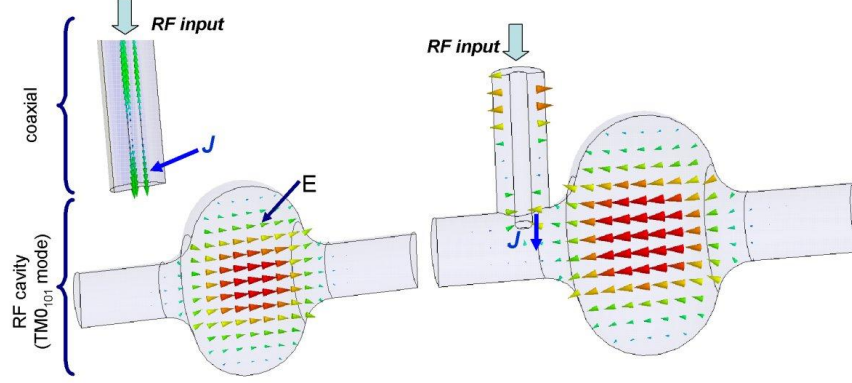 RF input
coaxial
J
E
RF cavity
(TM0₁₀₁ mode)
RF input
J